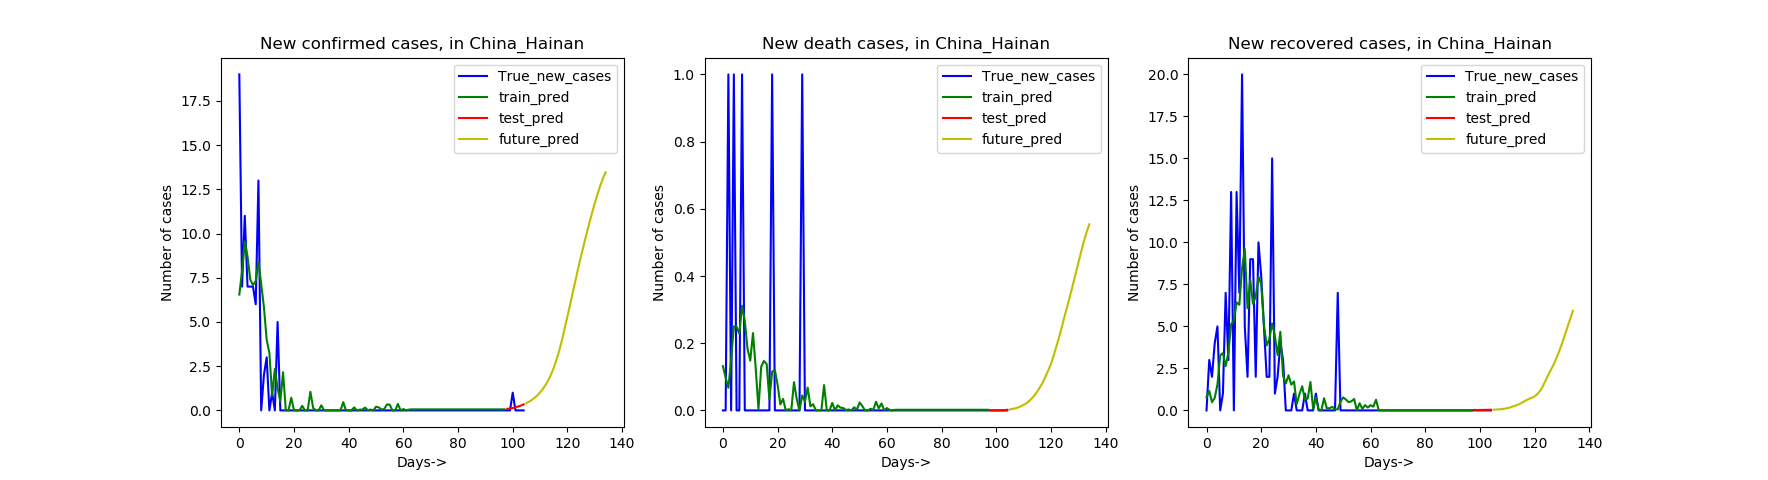 New confirmed cases, in China_Hainan
True_new_cases
train_pred
test_pred
future_pred
17.5
15.0
12.5
10.0
7.5
5.0
2.5
0.0
Number of cases
0 20 40 60 80 100 120 140
Days->
New death cases, in China_Hainan
True_new_cases
train_pred
test_pred
future_pred
1.0
0.8
0.6
0.4
0.2
0.0
Number of cases
0 20 40 60 80 100 120 140
Days->
New recovered cases, in China_Hainan
True_new_cases
train_pred
test_pred
future_pred
20.0
17.5
15.0
12.5
10.0
7.5
5.0
2.5
0.0
Number of cases
0 20 40 60 80 100 120 140
Days->